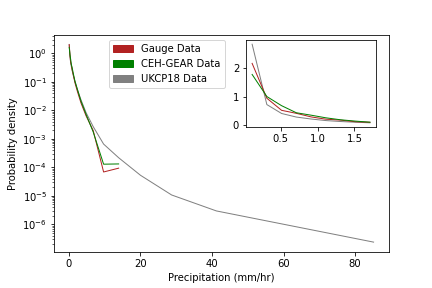 Gauge Data
CEH-GEAR Data
UKCP18 Data
Probability density
10^0
10^-1
10^-2
10^-3
10^-4
10^-5
10^-6
2
1
0
0.5 1.0 1.5
0 20 40 60 80
Precipitation (mm/hr)